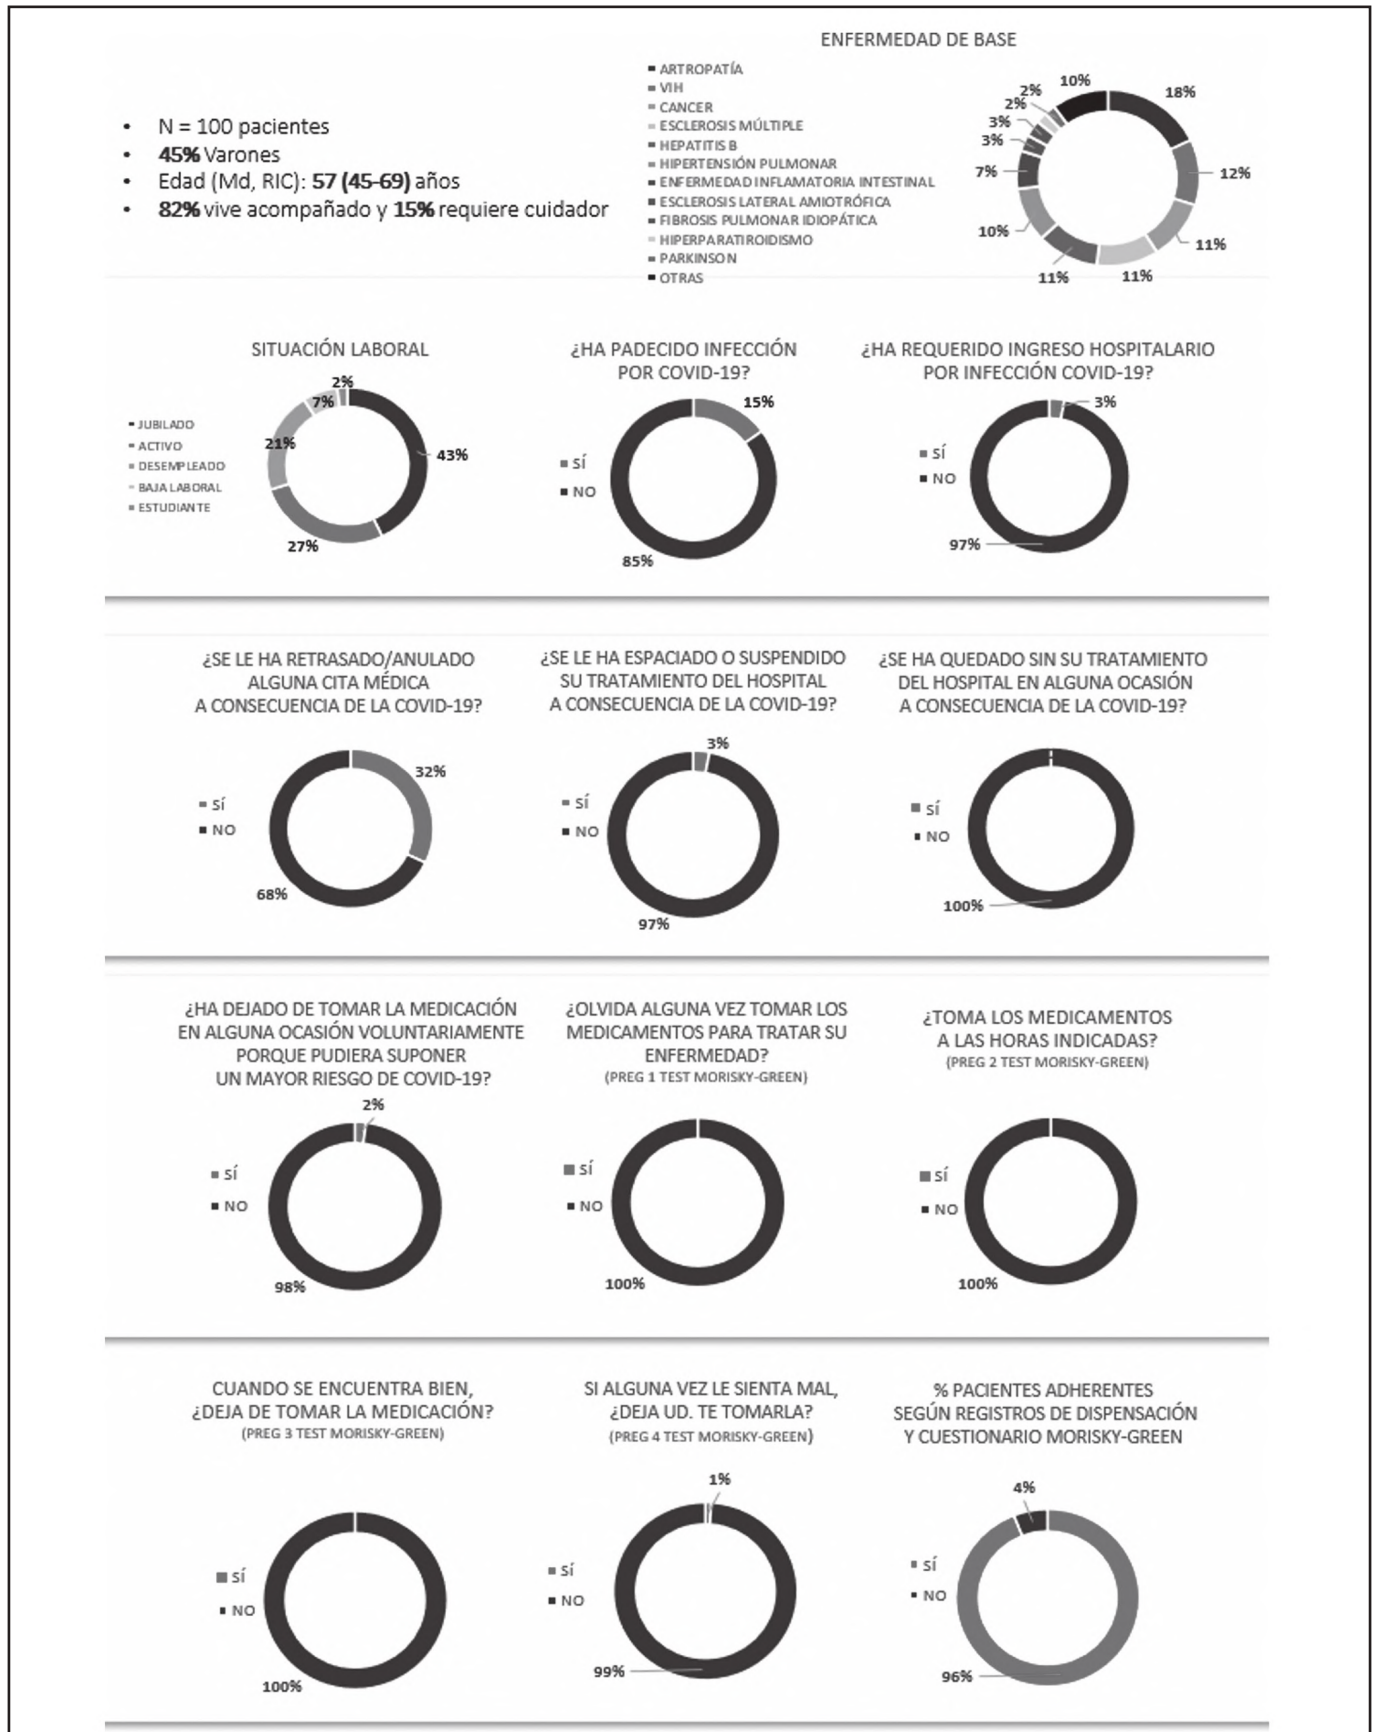 ENFERMEDAD DE BASE
• N = 100 pacientes
• 45% Varones
• Edad (Md, RIC): 57 (45-69) años
• 82% vive acompañado y 15% requiere cuidador
ARTROPATÍA
VIH
CANCER
ESCLEROSIS MÚLTIPLE
HEPATITIS B
HIPERTENSIÓN PULMONAR
ENFERMEDAD INFLAMATORIA INTESTINAL
ESCLEROSIS LATERAL AMIOTRÓFICA
FIBROSIS PULMONAR IDIOPÁTICA
HIPERPARATIROIDISMO
PARKINSON
OTRAS
18%
12%
11%
11%
11%
10%
7%
3%
3%
2%
2%
10%
SITUACIÓN LABORAL
JUBILADO
ACTIVO
DESEMPLEADO
BAJA LABORAL
ESTUDIANTE
2%
7%
21%
43%
27%
¿HA PADECIDO INFECCIÓN
POR COVID-19?
SÍ
NO
15%
85%
¿HA REQUERIDO INGRESO HOSPITALARIO
POR INFECCIÓN COVID-19?
SÍ
NO
3%
97%
¿SE LE HA RETRASADO/ANULADO
ALGUNA CITA MÉDICA
A CONSECUENCIA DE LA COVID-19?
SÍ
NO
32%
68%
¿SE LE HA ESPACIADO O SUSPENDIDO
SU TRATAMIENTO DEL HOSPITAL
A CONSECUENCIA DE LA COVID-19?
SÍ
NO
3%
97%
¿SE HA QUEDADO SIN SU TRATAMIENTO
DEL HOSPITAL EN ALGUNA OCASIÓN
A CONSECUENCIA DE LA COVID-19?
SÍ
NO
100%
¿HA DEJADO DE TOMAR LA MEDICACIÓN
EN ALGUNA OCASIÓN VOLUNTARIAMENTE
PORQUE PUDIERA SUPONER
UN MAYOR RIESGO DE COVID-19?
SÍ
NO
2%
98%
¿OLVIDA ALGUNA VEZ TOMAR LOS
MEDICAMENTOS PARA TRATAR SU
ENFERMEDAD?
(PREG 1 TEST MORISKY-GREEN)
SÍ
NO
100%
¿TOMA LOS MEDICAMENTOS
A LAS HORAS INDICADAS?
(PREG 2 TEST MORISKY-GREEN)
SÍ
NO
100%
CUANDO SE ENCUENTRA BIEN,
¿DEJA DE TOMAR LA MEDICACIÓN?
(PREG 3 TEST MORISKY-GREEN)
SÍ
NO
100%
SI ALGUNA VEZ LE SIENTA MAL,
¿DEJA UD. TE TOMARLA?
(PREG 4 TEST MORISKY-GREEN)
SÍ
NO
1%
99%
% PACIENTES ADHERENTES
SEGÚN REGISTROS DE DISPENSACIÓN
Y CUESTIONARIO MORISKY-GREEN
SÍ
NO
4%
96%